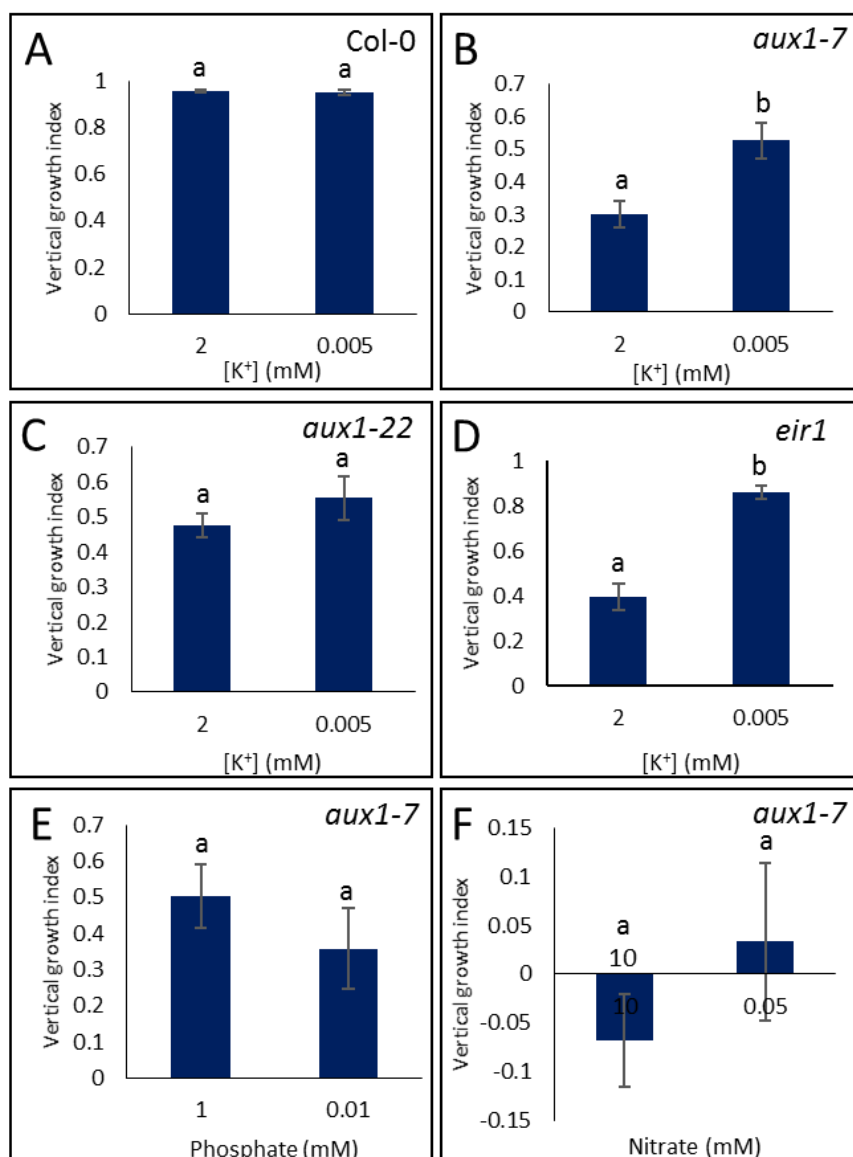 A
Col-0
Vertical growth index
1
0.8
0.6
0.4
0.2
0
a
a
2
0.005
[K⁺] (mM)
B
aux1-7
Vertical growth index
0.7
0.6
0.5
0.4
0.3
0.2
0.1
0
a
b
2
0.005
[K⁺] (mM)
C
aux1-22
Vertical growth index
0.7
0.6
0.5
0.4
0.3
0.2
0.1
0
a
a
2
0.005
[K⁺] (mM)
D
eir1
Vertical growth index
1
0.8
0.6
0.4
0.2
0
a
b
2
0.005
[K⁺] (mM)
E
aux1-7
Vertical growth index
0.7
0.6
0.5
0.4
0.3
0.2
0.1
0
a
a
1
0.01
Phosphate (mM)
F
aux1-7
Vertical growth index
0.15
0.1
0.05
0
-0.05
-0.1
-0.15
a
a
10
10
0.05
Nitrate (mM)